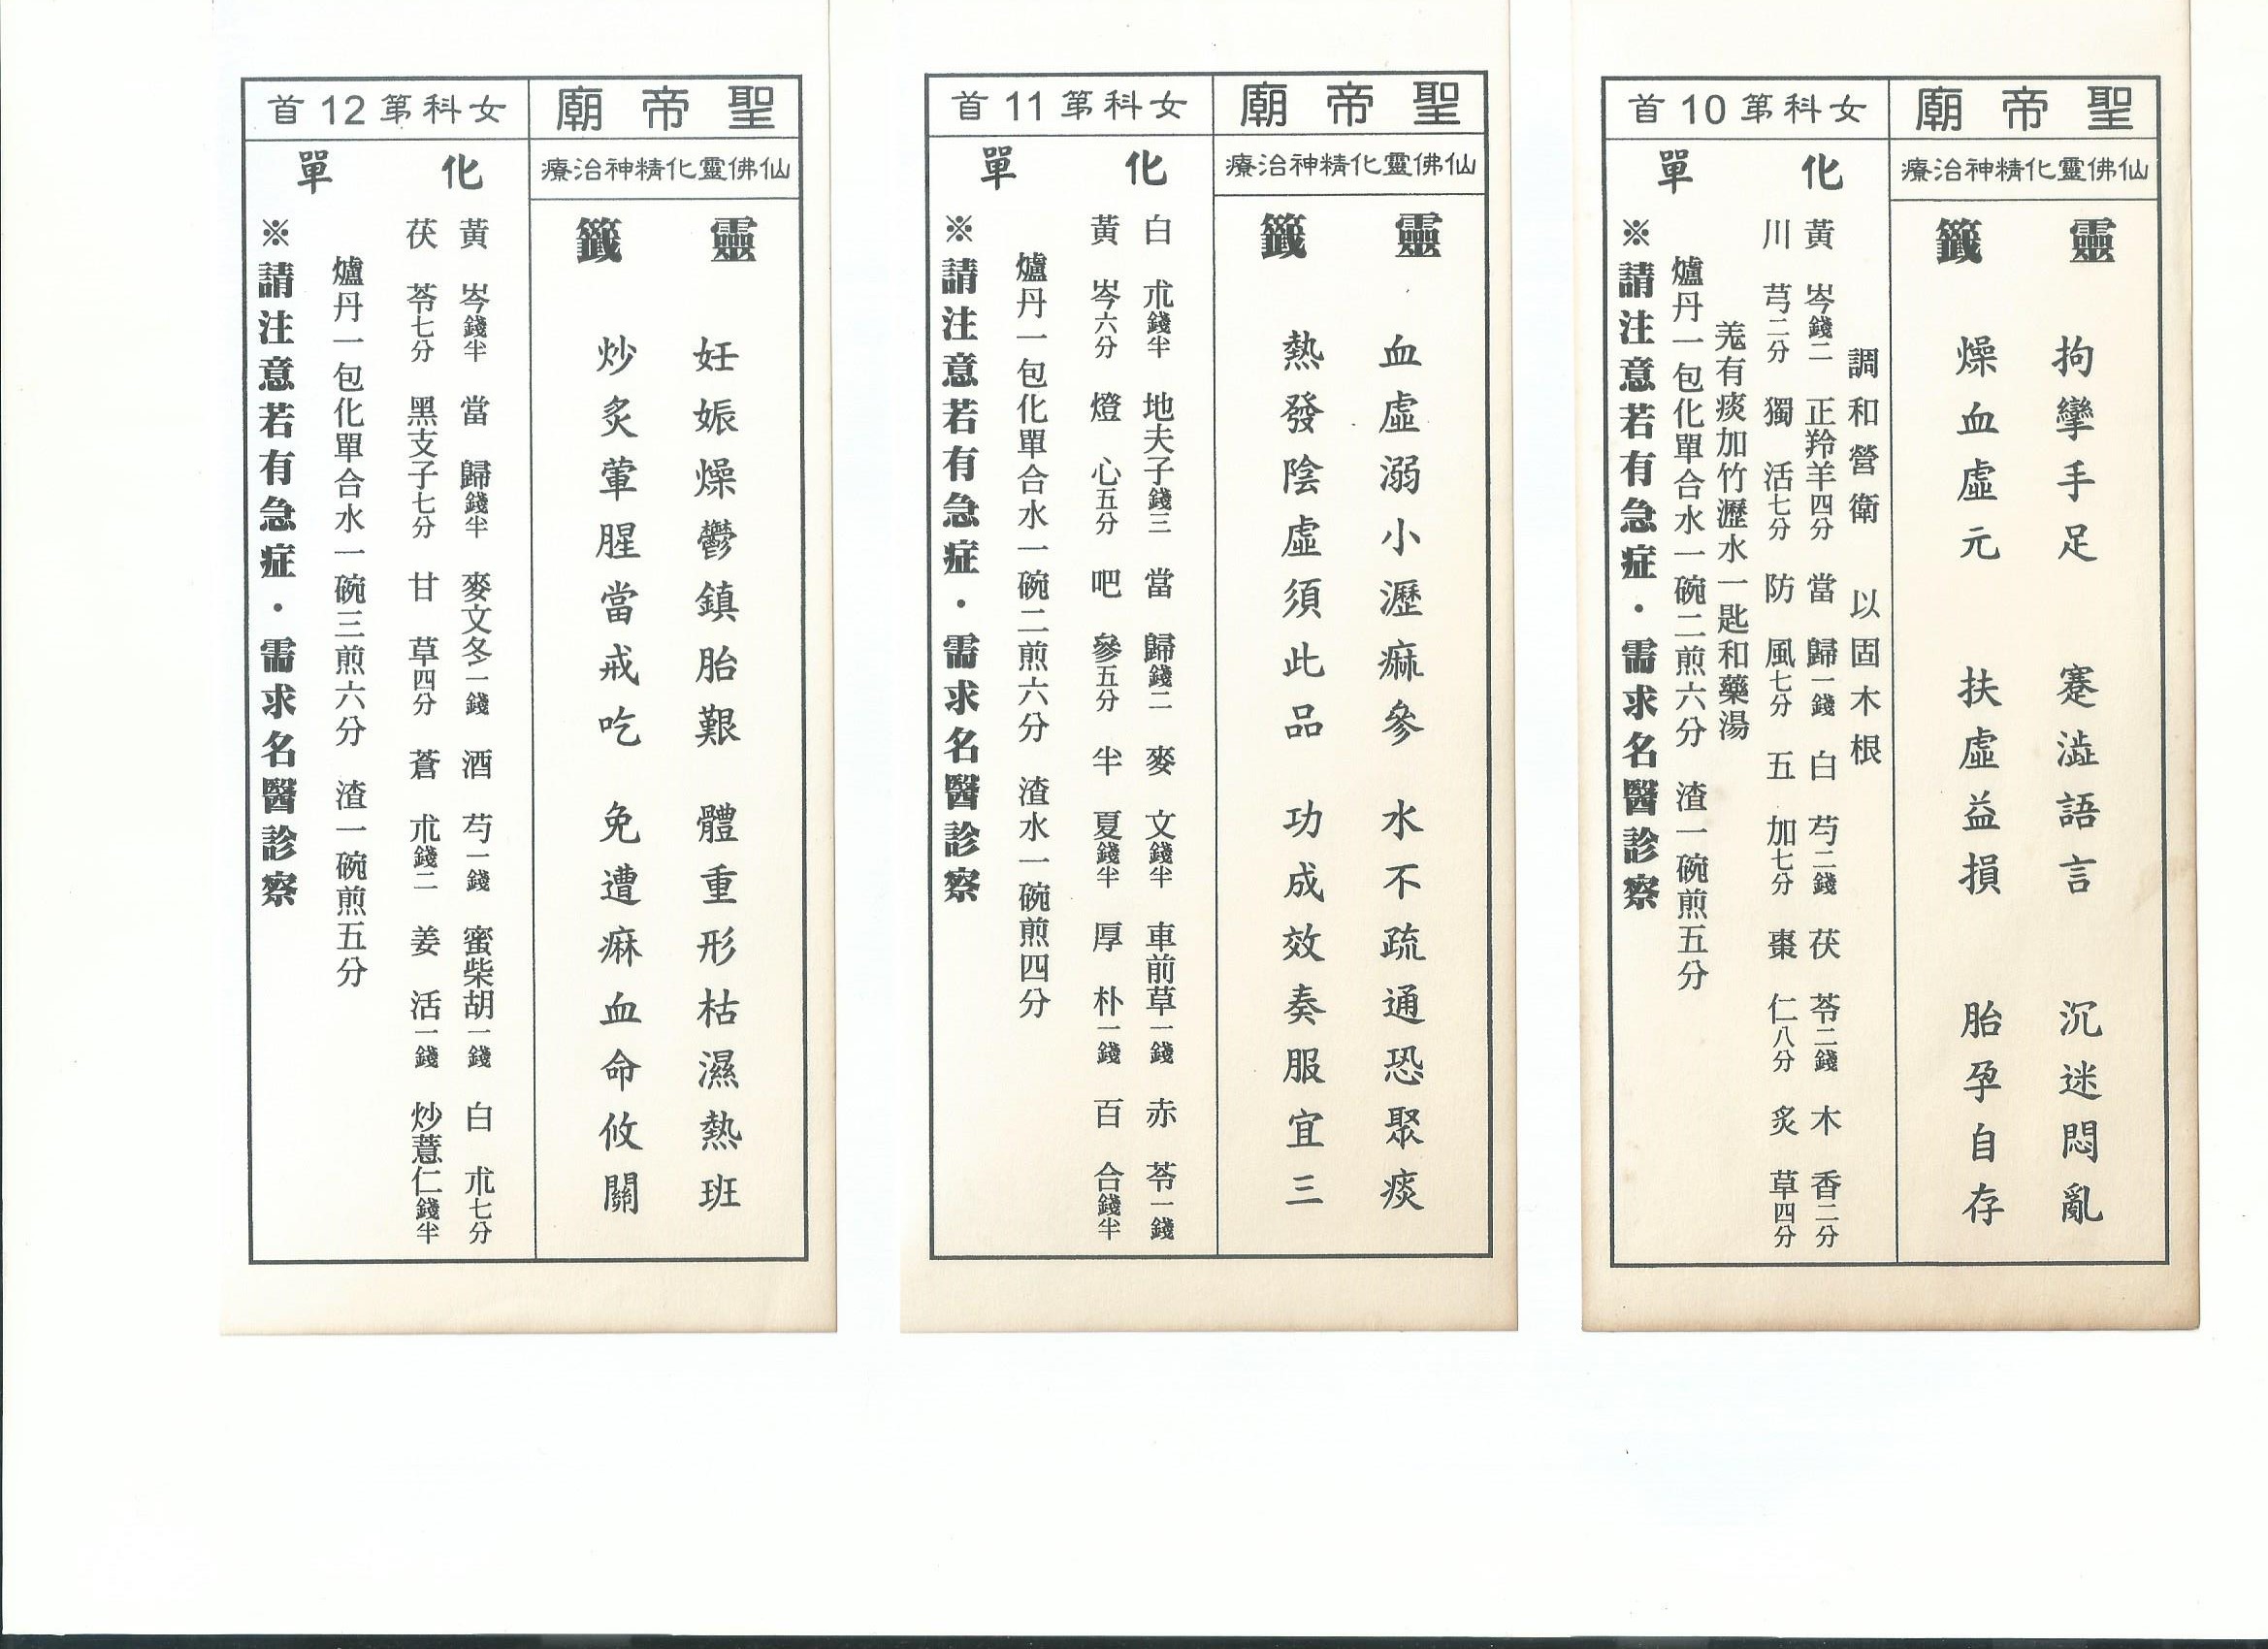 聖帝廟
女科第10首
仙佛靈化精神治療
靈籤
拘攣手足　蹇澁語言　沉迷悶亂
燥血虛元　扶虛益損　胎孕自存
化單
調和營衛　以固木根
黃岑錢二　正羚羊四分　當歸一錢　白芍二錢　茯苓二錢　木香二分
川芎二分　獨活七分　防風七分　五加七分　棗仁八分　炙草四分
羗有痰加竹瀝水一匙和藥湯
爐丹一包化單合水一碗二煎六分　渣一碗煎五分
※請注意若有急症・需求名醫診察
聖帝廟
女科第11首
仙佛靈化精神治療
靈籤
血虛溺小瀝痳參　水不疏通恐聚痰
熱發陰虛須此品　功成效奏服宜三
化單
白朮錢半　地夫子錢三　當歸錢二　麥文錢半　車前草一錢　赤苓一錢
黃岑六分　燈心五分　吧參五分　半夏錢半　厚朴一錢　百合錢半
爐丹一包化單合水一碗二煎六分　渣水一碗煎四分
※請注意若有急症・需求名醫診察
聖帝廟
女科第12首
仙佛靈化精神治療
靈籤
妊娠燥鬱鎮胎艱　體重形枯濕熱班
炒炙葷腥當戒吃　免遭痳血命攸關
化單
黃岑錢半　當歸錢半　麥文冬一錢　酒芍一錢　蜜柴胡一錢　白朮七分
茯苓七分　黑支子七分　甘草四分　蒼朮錢二　姜活一錢　炒薏仁錢半
爐丹一包化單合水一碗三煎六分　渣一碗煎五分
※請注意若有急症・需求名醫診察